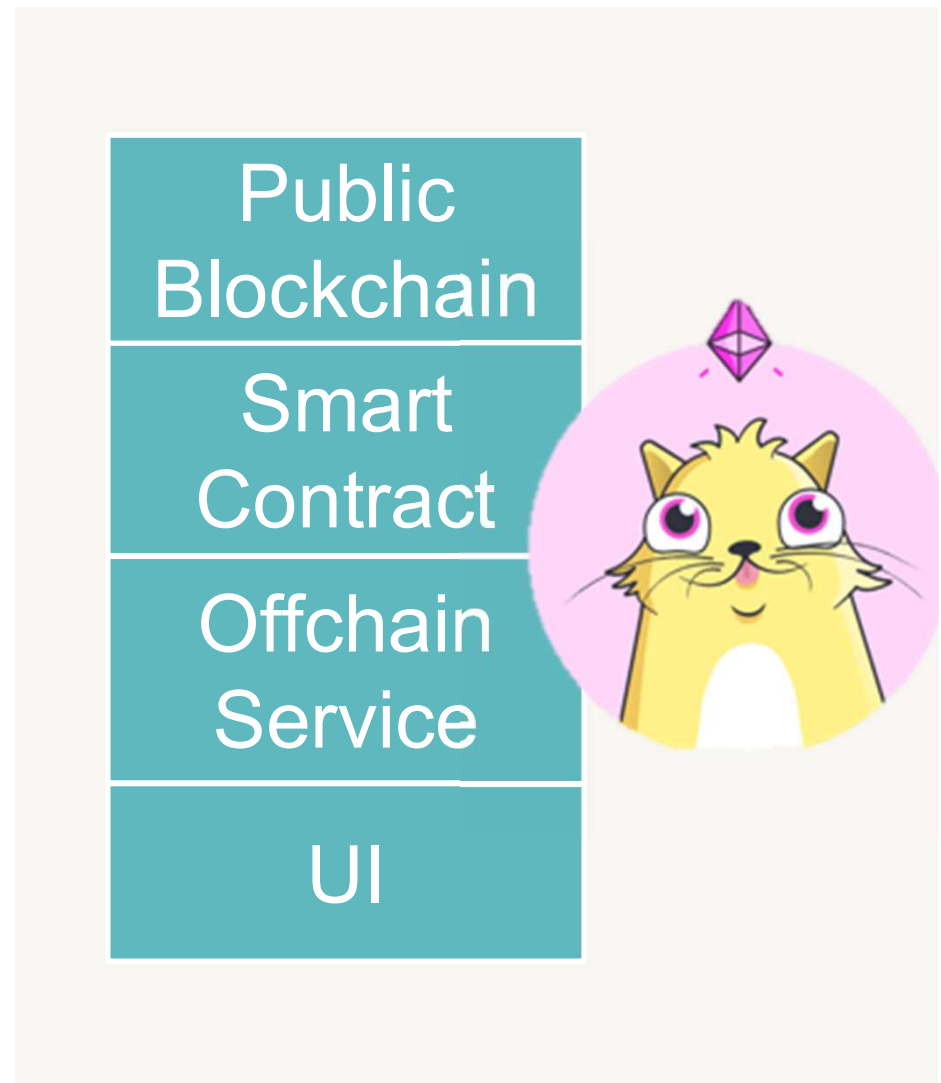 Public
Blockchain
Smart
Contract
Offchain
Service
UI